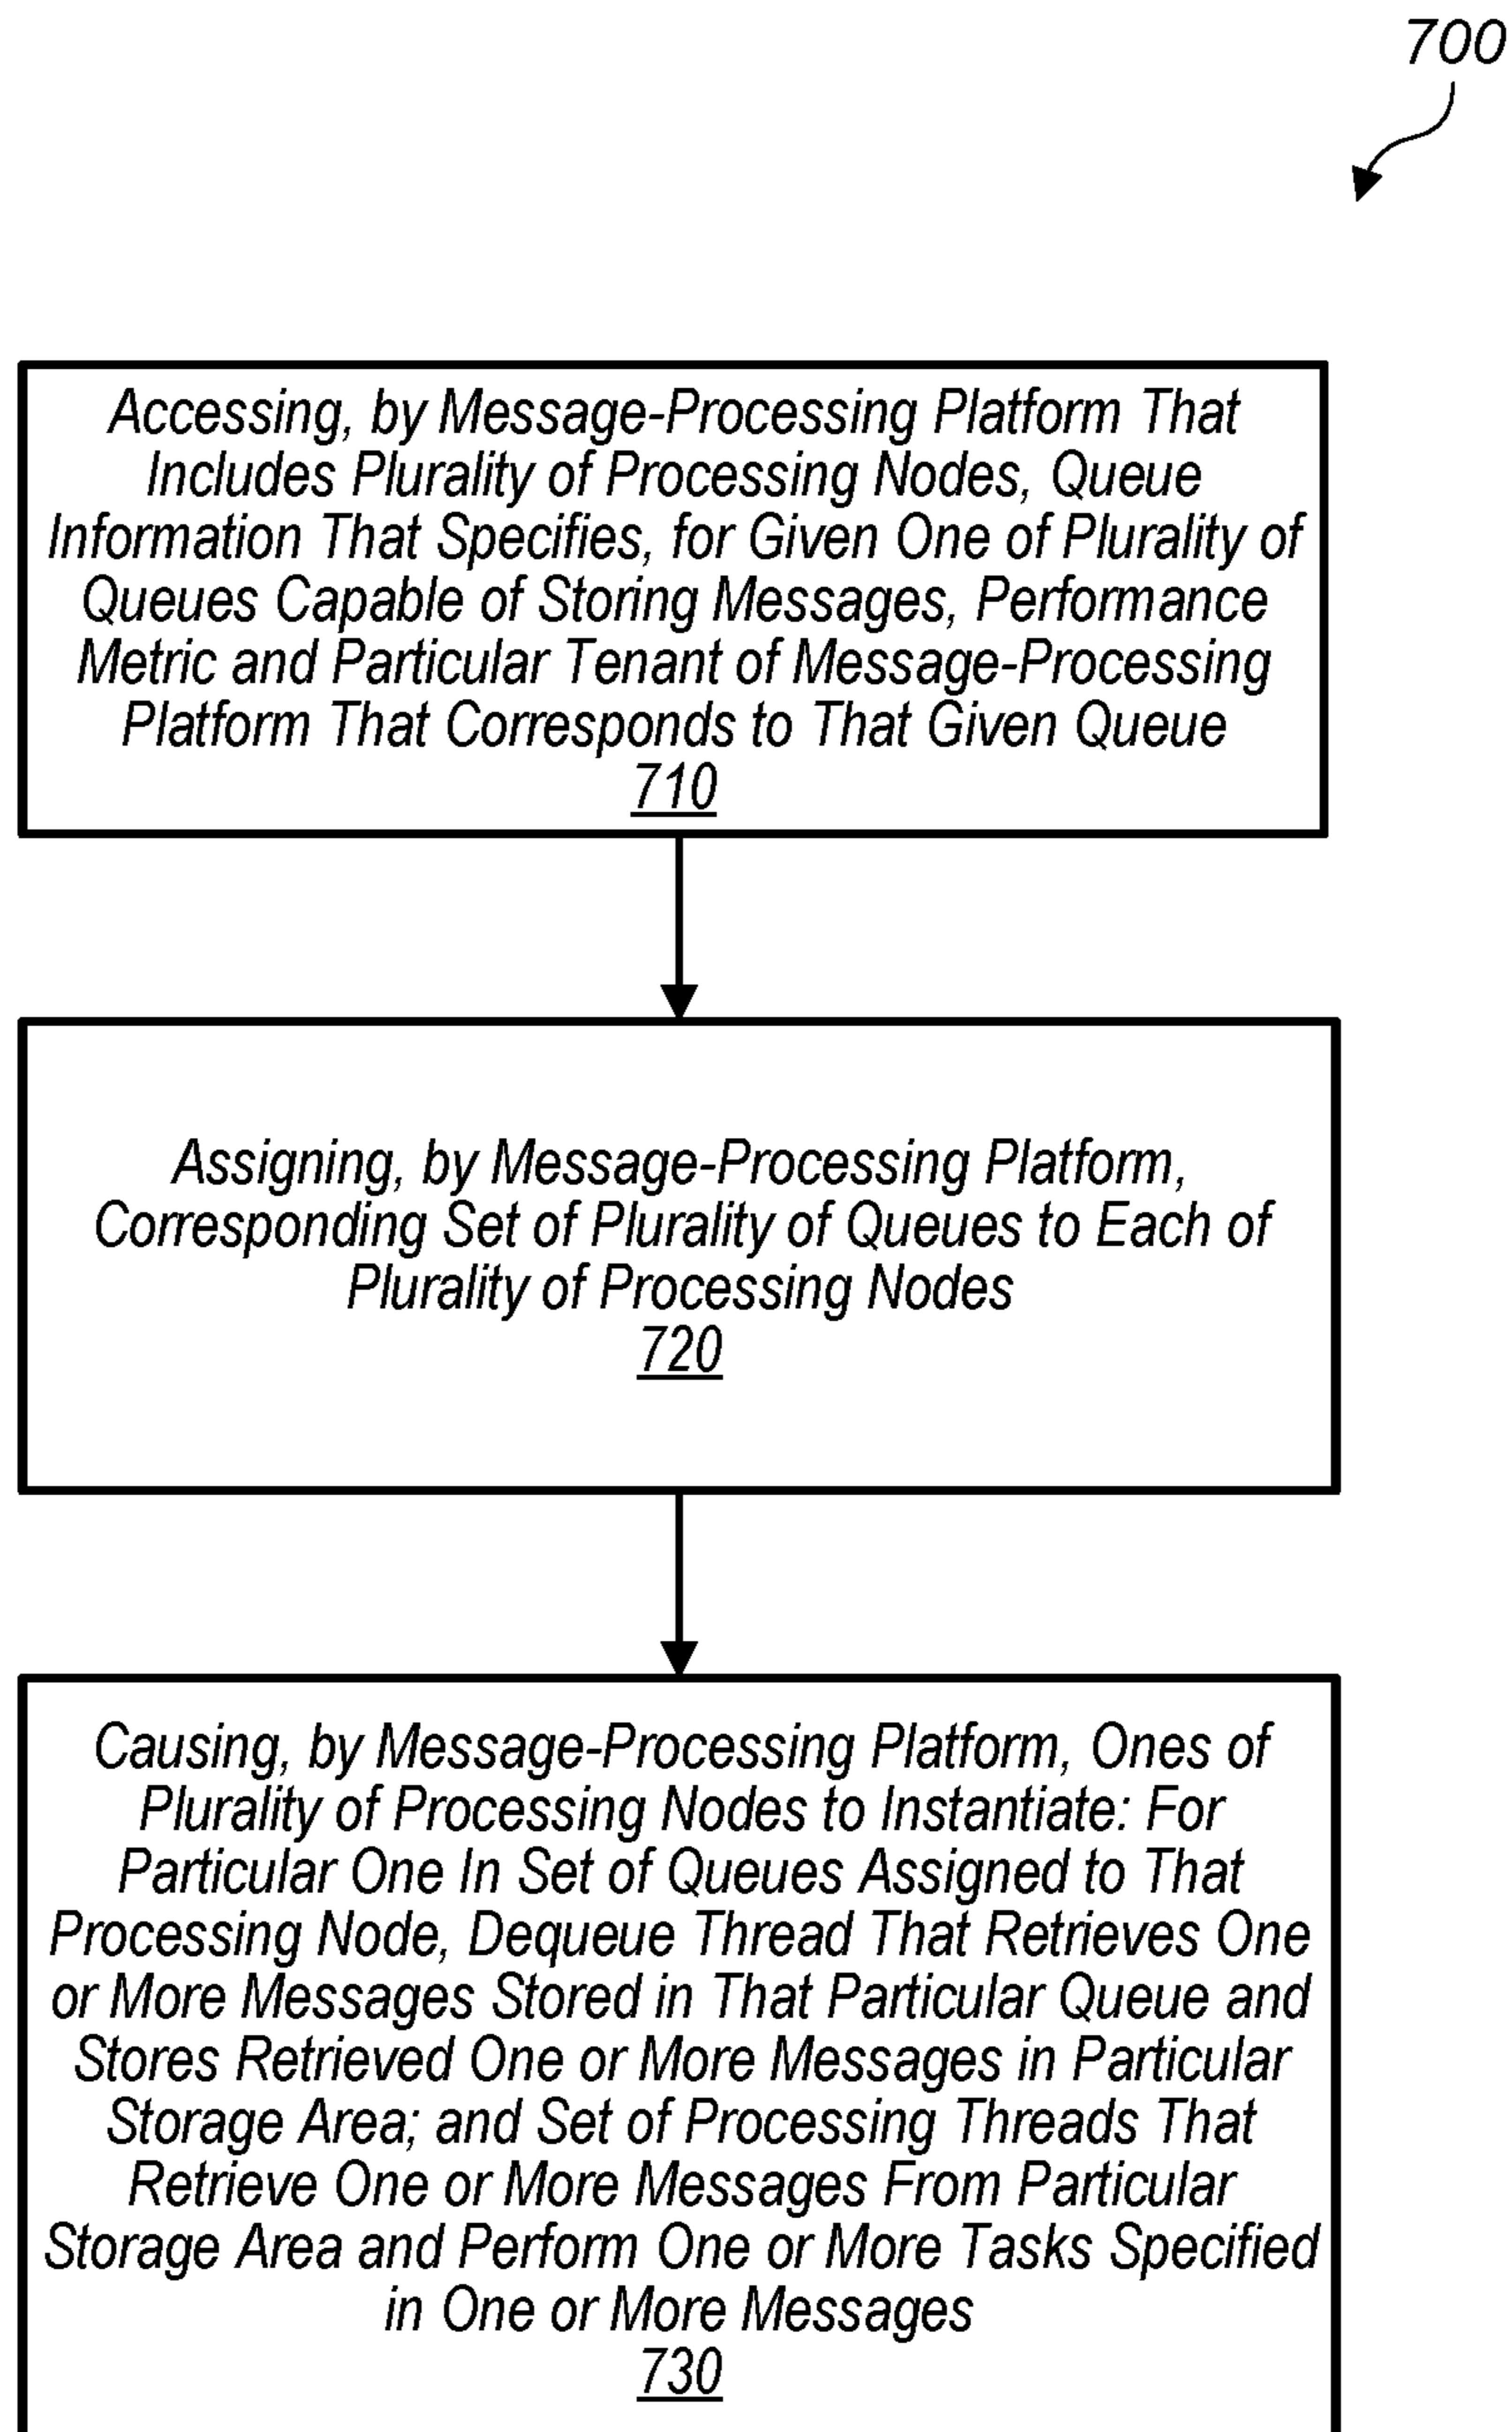 700
Accessing, by Message-Processing Platform That
Includes Plurality of Processing Nodes, Queue
Information That Specifies, for Given One of Plurality of
Queues Capable of Storing Messages, Performance
Metric and Particular Tenant of Message-Processing
Platform That Corresponds to That Given Queue
710
Assigning, by Message-Processing Platform,
Corresponding Set of Plurality of Queues to Each of
Plurality of Processing Nodes
720
Causing, by Message-Processing Platform, Ones of
Plurality of Processing Nodes to Instantiate: For
Particular One In Set of Queues Assigned to That
Processing Node, Dequeue Thread That Retrieves One
or More Messages Stored in That Particular Queue and
Stores Retrieved One or More Messages in Particular
Storage Area; and Set of Processing Threads That
Retrieve One or More Messages From Particular
Storage Area and Perform One or More Tasks Specified
in One or More Messages
730